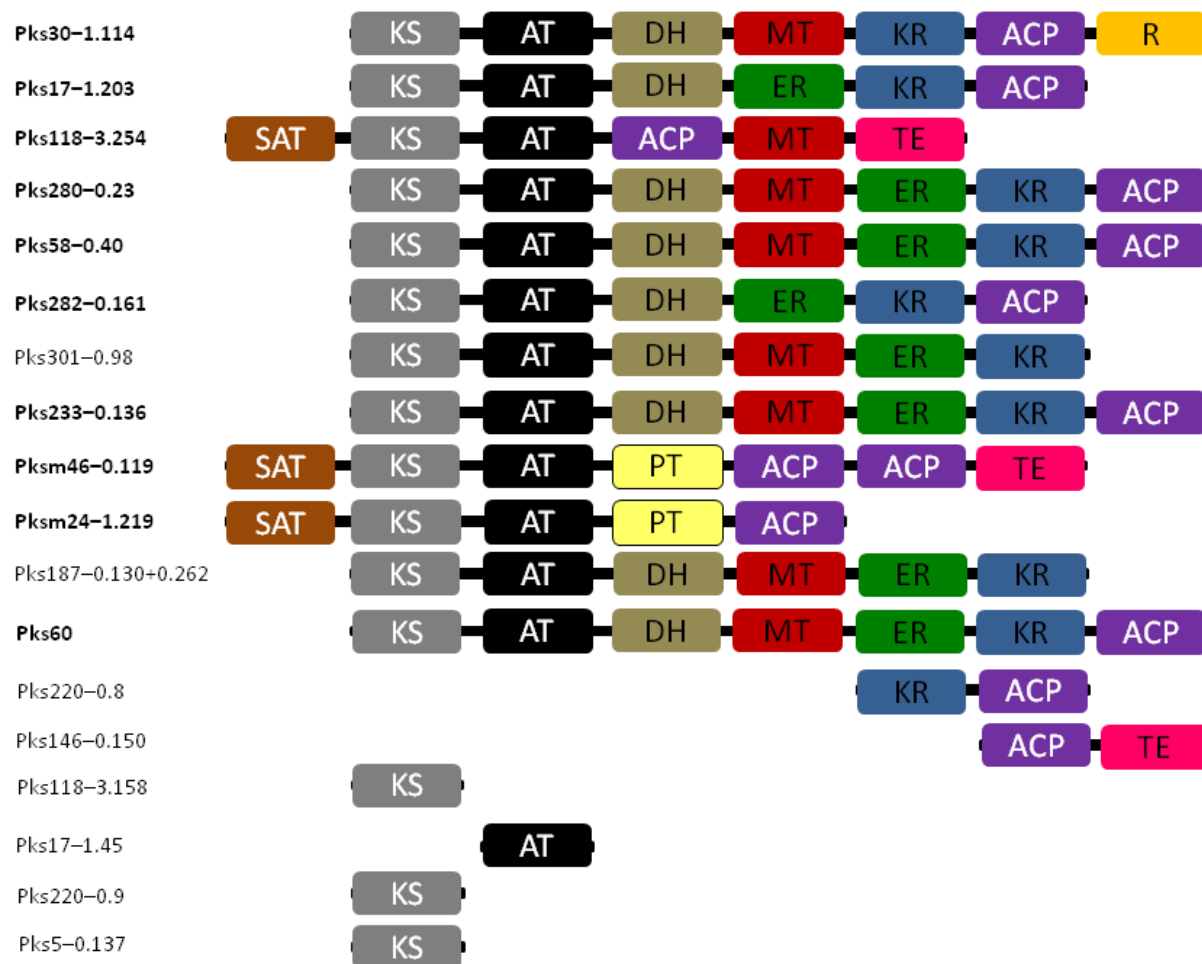 Pks30–1.114 KS AT DH MT KR ACP R
Pks17–1.203 KS AT DH ER KR ACP
Pks118–3.254 SAT KS AT ACP MT TE
Pks280–0.23 KS AT DH MT ER KR ACP
Pks58–0.40 KS AT DH MT ER KR ACP
Pks282–0.161 KS AT DH ER KR ACP
Pks301–0.98 KS AT DH MT ER KR
Pks233–0.136 KS AT DH MT ER KR ACP
Pksm46–0.119 SAT KS AT PT ACP ACP TE
Pksm24–1.219 SAT KS AT PT ACP
Pks187–0.130+0.262 KS AT DH MT ER KR
Pks60 KS AT DH MT ER KR ACP
Pks220–0.8 KR ACP
Pks146–0.150 ACP TE
Pks118–3.158 KS
Pks17–1.45 AT
Pks220–0.9 KS
Pks5–0.137 KS